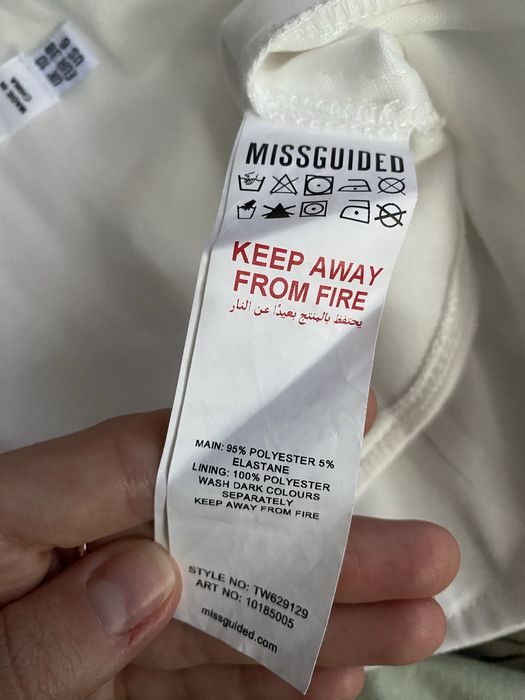 MISSGUIDED
KEEP AWAY
FROM FIRE
يحتفظ بالمنتج بعيدًا عن النار
MAIN: 95% POLYESTER 5%
ELASTANE
LINING: 100% POLYESTER
WASH DARK COLOURS
SEPARATELY
KEEP AWAY FROM FIRE
STYLE NO: TW629129
ART NO: 10185005
missguided.com